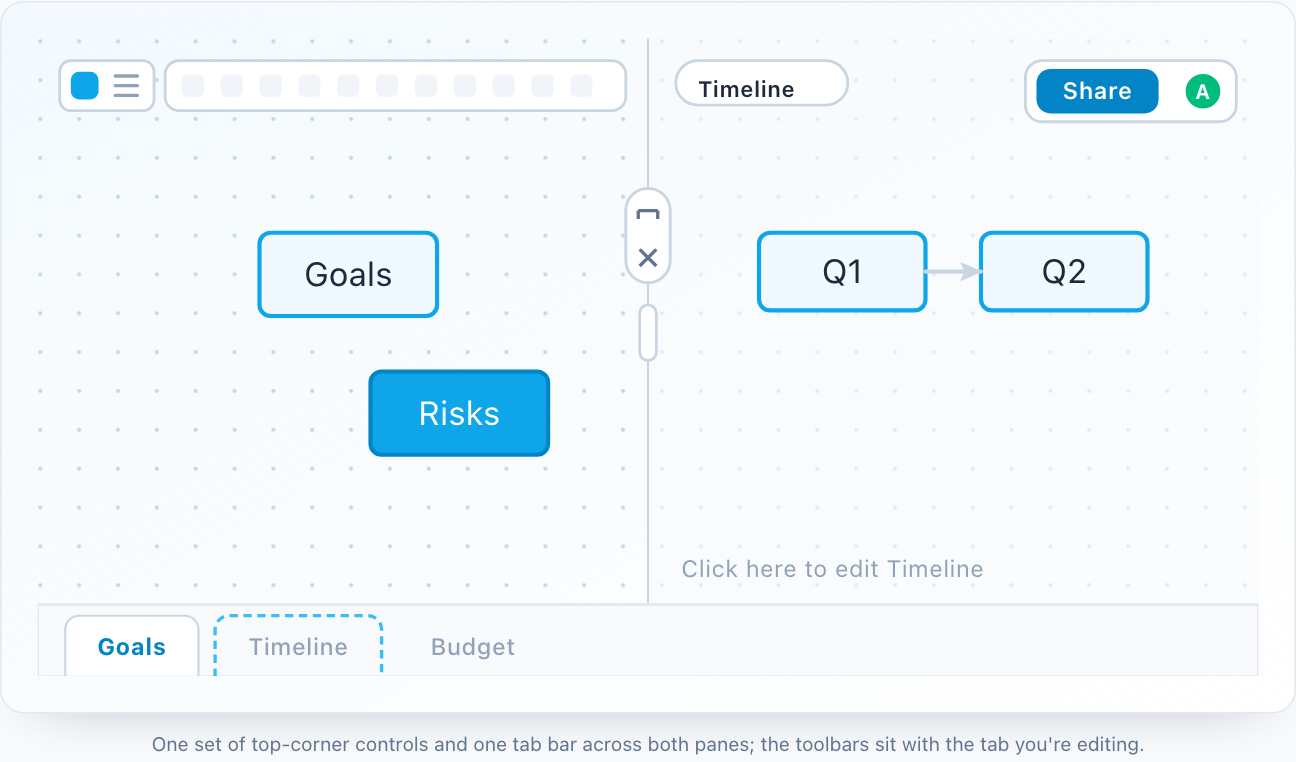 Timeline
Share
A
Goals
Q1
Q2
Risks
Click here to edit Timeline
Goals
Timeline
Budget
One set of top-corner controls and one tab bar across both panes; the toolbars sit with the tab you're editing.